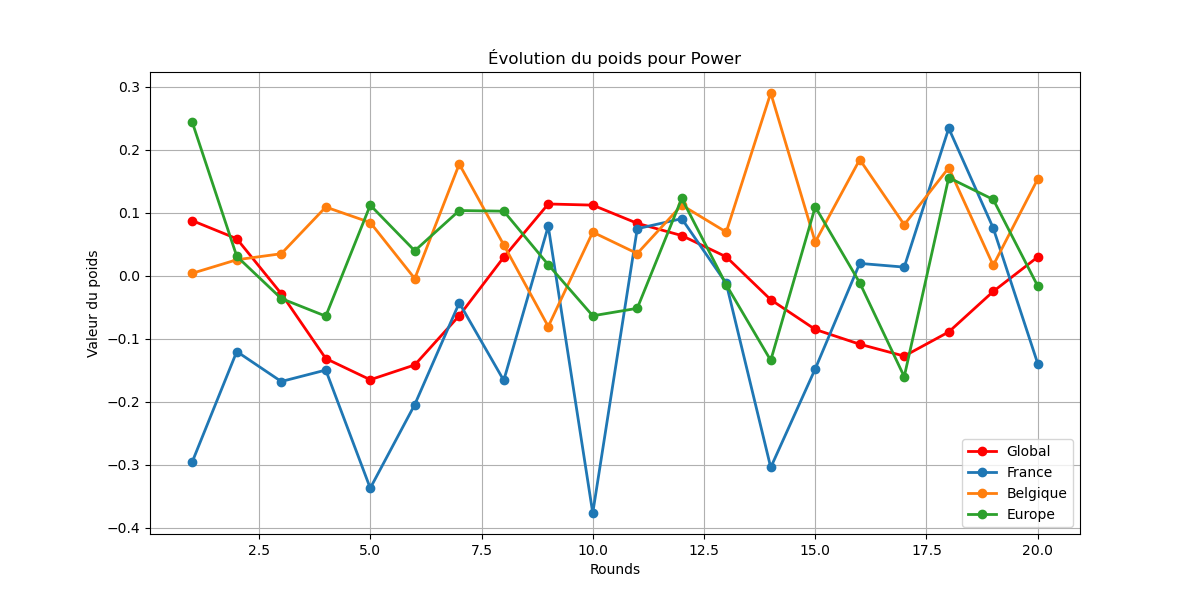 Évolution du poids pour Power
Valeur du poids
0.3
0.2
0.1
0.0
−0.1
−0.2
−0.3
−0.4
2.5
5.0
7.5
10.0
12.5
15.0
17.5
20.0
Rounds
Global
France
Belgique
Europe